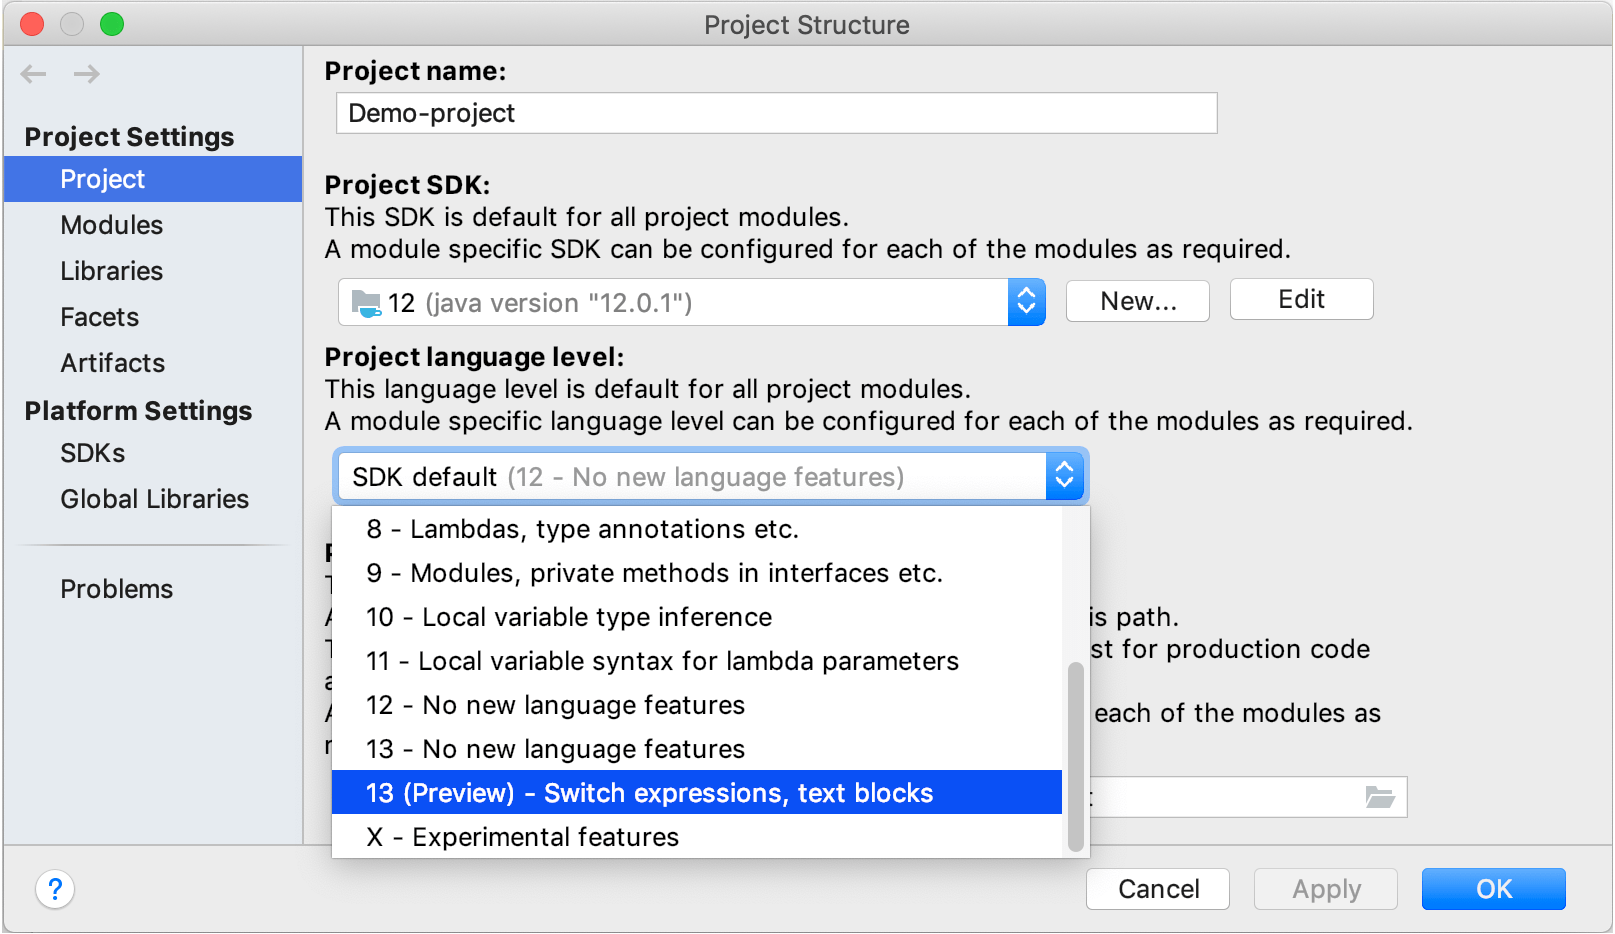 Project Structure
Project Settings
Project
Modules
Libraries
Facets
Artifacts
Platform Settings
SDKs
Global Libraries
Problems
Project name:
Demo-project
Project SDK:
This SDK is default for all project modules.
A module specific SDK can be configured for each of the modules as required.
12 (java version "12.0.1")
New...
Edit
Project language level:
This language level is default for all project modules.
A module specific language level can be configured for each of the modules as required.
SDK default (12 - No new language features)
8 - Lambdas, type annotations etc.
9 - Modules, private methods in interfaces etc.
10 - Local variable type inference
11 - Local variable syntax for lambda parameters
12 - No new language features
13 - No new language features
13 (Preview) - Switch expressions, text blocks
X - Experimental features
is path.
st for production code
each of the modules as
?
Cancel
Apply
OK